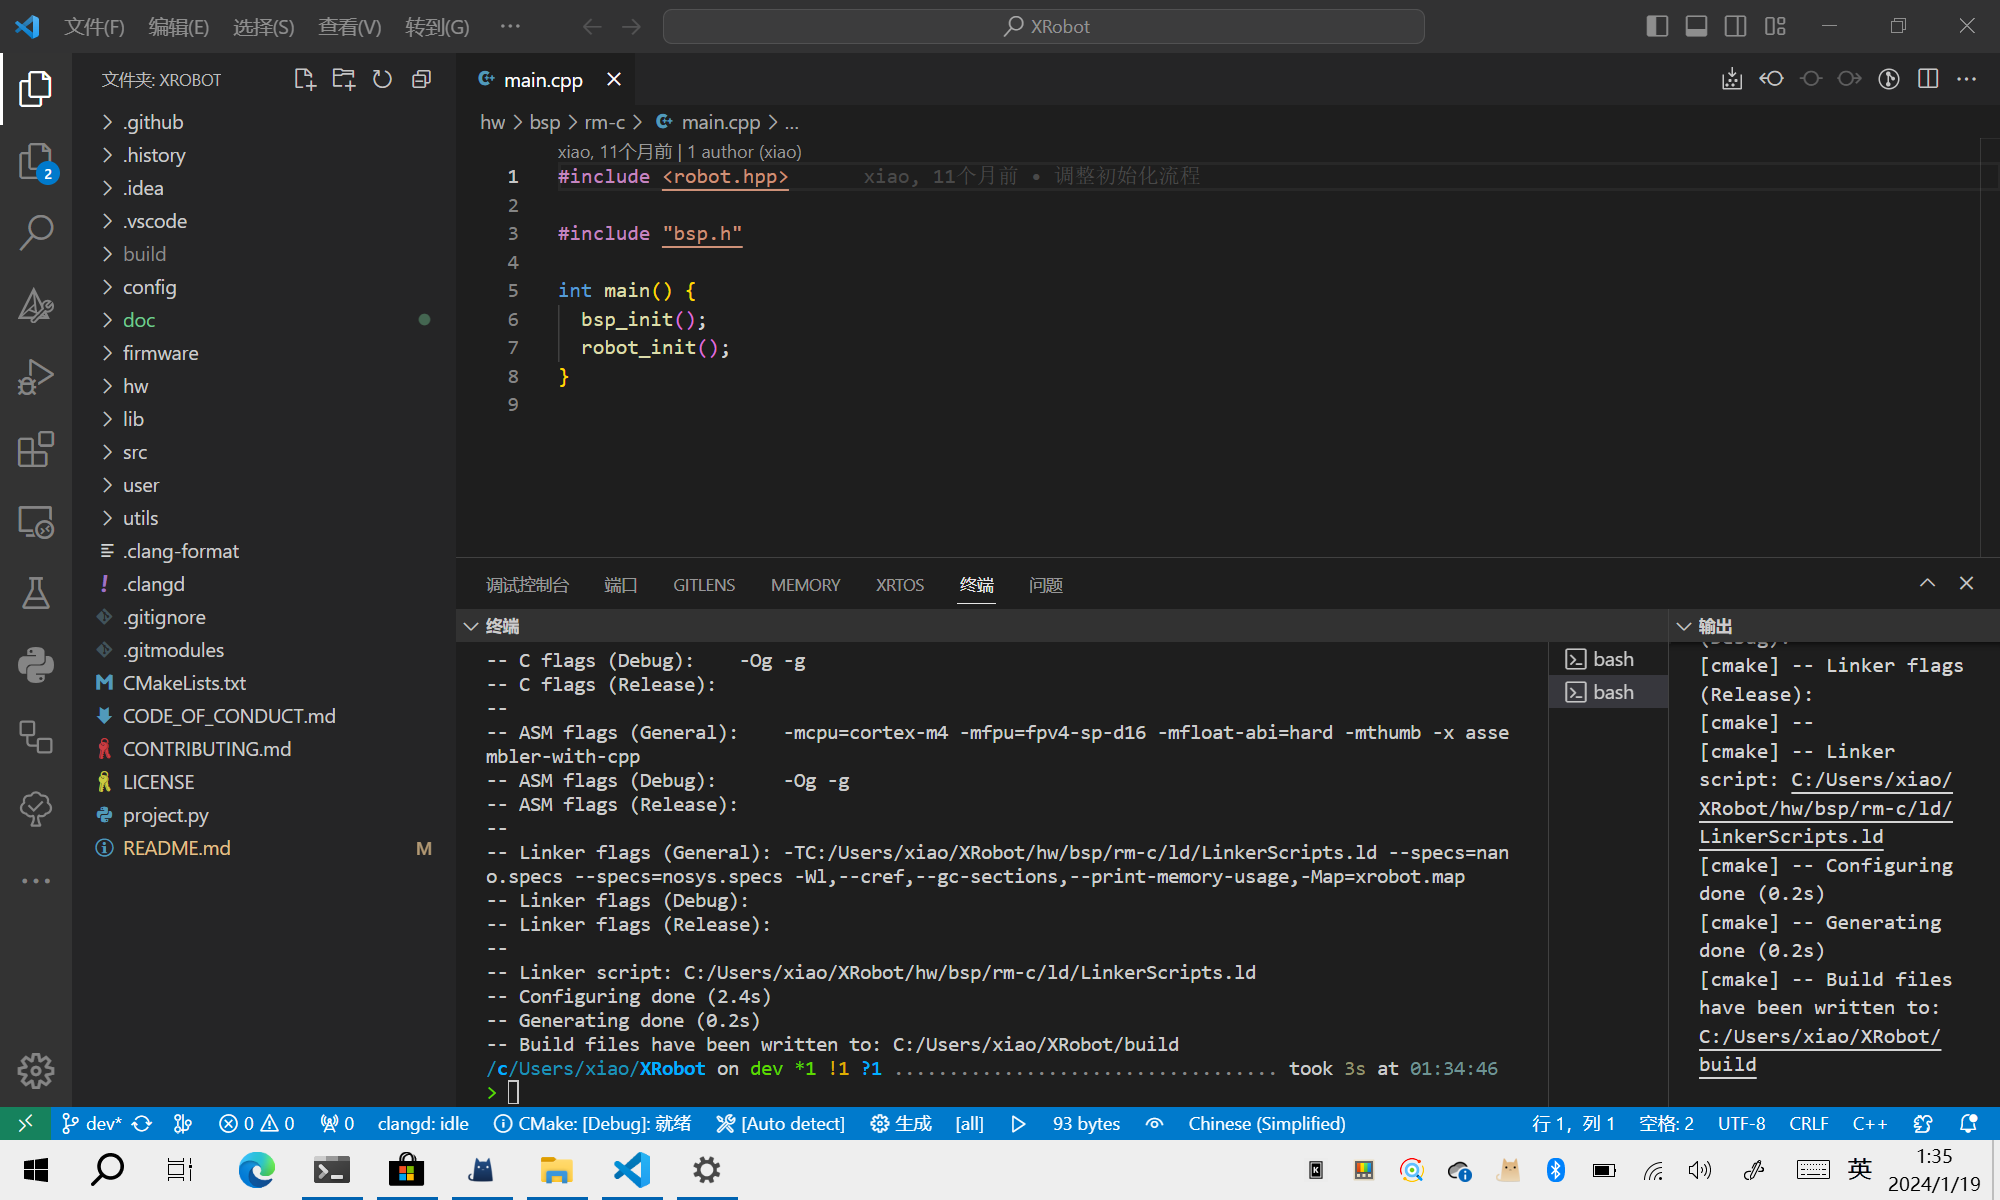 文件(F) 编辑(E) 选择(S) 查看(V) 转到(G) ··· XRobot
文件夹: XROBOT
.github
.history
.idea
.vscode
build
config
doc
firmware
hw
lib
src
user
utils
.clang-format
.clangd
.gitignore
.gitmodules
CMakeLists.txt
CODE_OF_CONDUCT.md
CONTRIBUTING.md
LICENSE
project.py
README.md M
2
main.cpp
hw > bsp > rm-c > main.cpp > ...
xiao, 11个月前 | 1 author (xiao)
1 #include <robot.hpp> xiao, 11个月前 • 调整初始化流程
2
3 #include "bsp.h"
4
5 int main() {
6 bsp_init();
7 robot_init();
8 }
9
调试控制台 端口 GITLENS MEMORY XRTOS 终端 问题
终端
-- C flags (Debug): -Og -g
-- C flags (Release):
--
-- ASM flags (General): -mcpu=cortex-m4 -mfpu=fpv4-sp-d16 -mfloat-abi=hard -mthumb -x asse
mbler-with-cpp
-- ASM flags (Debug): -Og -g
-- ASM flags (Release):
--
-- Linker flags (General): -TC:/Users/xiao/XRobot/hw/bsp/rm-c/ld/LinkerScripts.ld --specs=nan
o.specs --specs=nosys.specs -Wl,--cref,--gc-sections,--print-memory-usage,-Map=xrobot.map
-- Linker flags (Debug):
-- Linker flags (Release):
--
-- Linker script: C:/Users/xiao/XRobot/hw/bsp/rm-c/ld/LinkerScripts.ld
-- Configuring done (2.4s)
-- Generating done (0.2s)
-- Build files have been written to: C:/Users/xiao/XRobot/build
/c/Users/xiao/XRobot on dev *1 !1 ?1 ................................... took 3s at 01:34:46
>
bash
bash
输出
(Debug):
[cmake] -- Linker flags
(Release):
[cmake] --
[cmake] -- Linker
script: C:/Users/xiao/
XRobot/hw/bsp/rm-c/ld/
LinkerScripts.ld
[cmake] -- Configuring
done (0.2s)
[cmake] -- Generating
done (0.2s)
[cmake] -- Build files
have been written to:
C:/Users/xiao/XRobot/
build
dev* 0 0 0 clangd: idle CMake: [Debug]: 就绪 [Auto detect] 生成 [all] 93 bytes Chinese (Simplified) 行 1，列 1 空格: 2 UTF-8 CRLF C++
英
1:35
2024/1/19